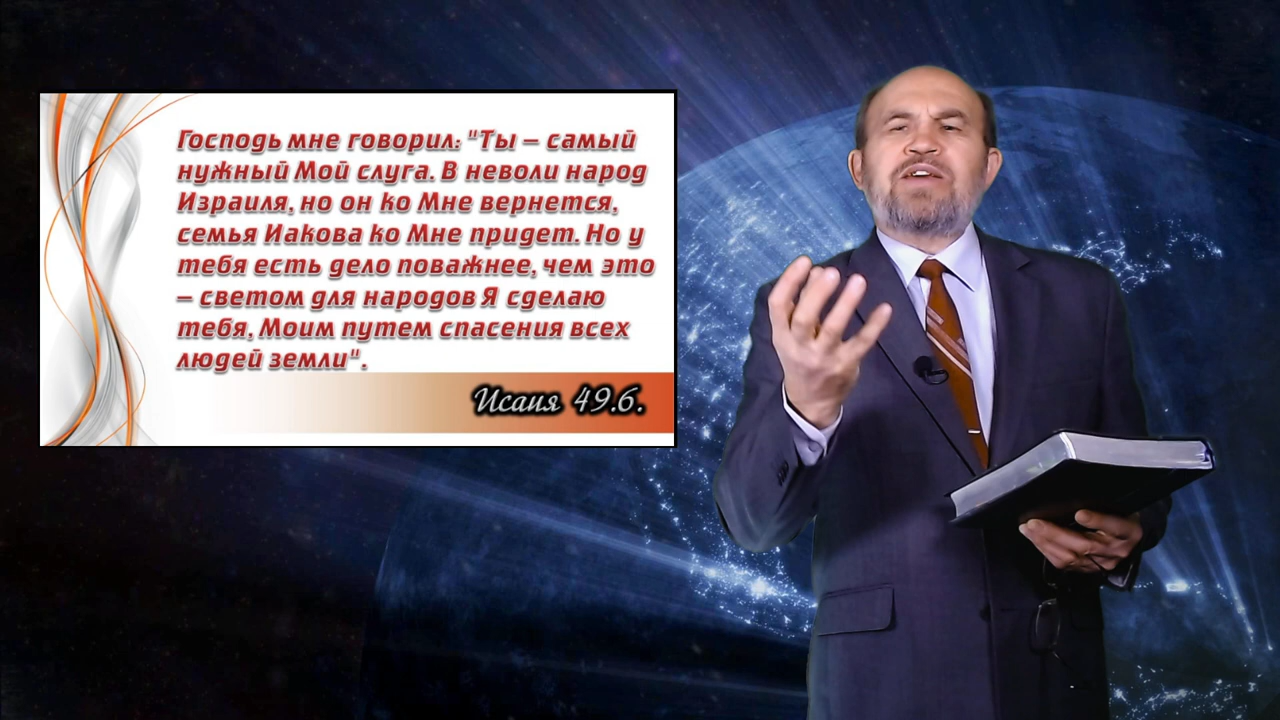 Господь мне говорил: "Ты – самый
нужный Мой слуга. В неволи народ
Израиля, но он ко Мне вернется,
семья Иакова ко Мне придет. Но у
тебя есть дело поважнее, чем это
– светом для народов Я сделаю
тебя, Моим путем спасения всех
людей земли".
Исаия 49.6.